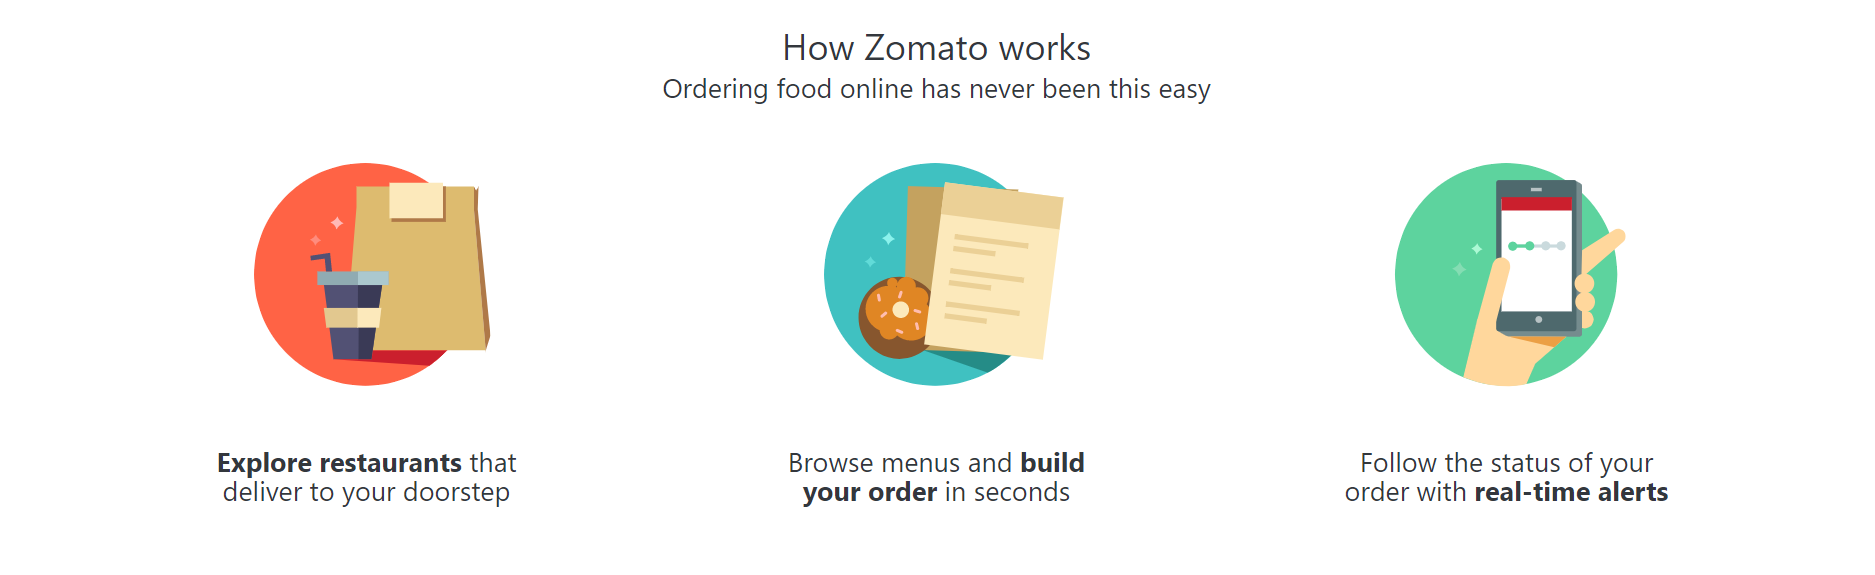 How Zomato works
Ordering food online has never been this easy
Explore restaurants that
deliver to your doorstep
Browse menus and build
your order in seconds
Follow the status of your
order with real-time alerts